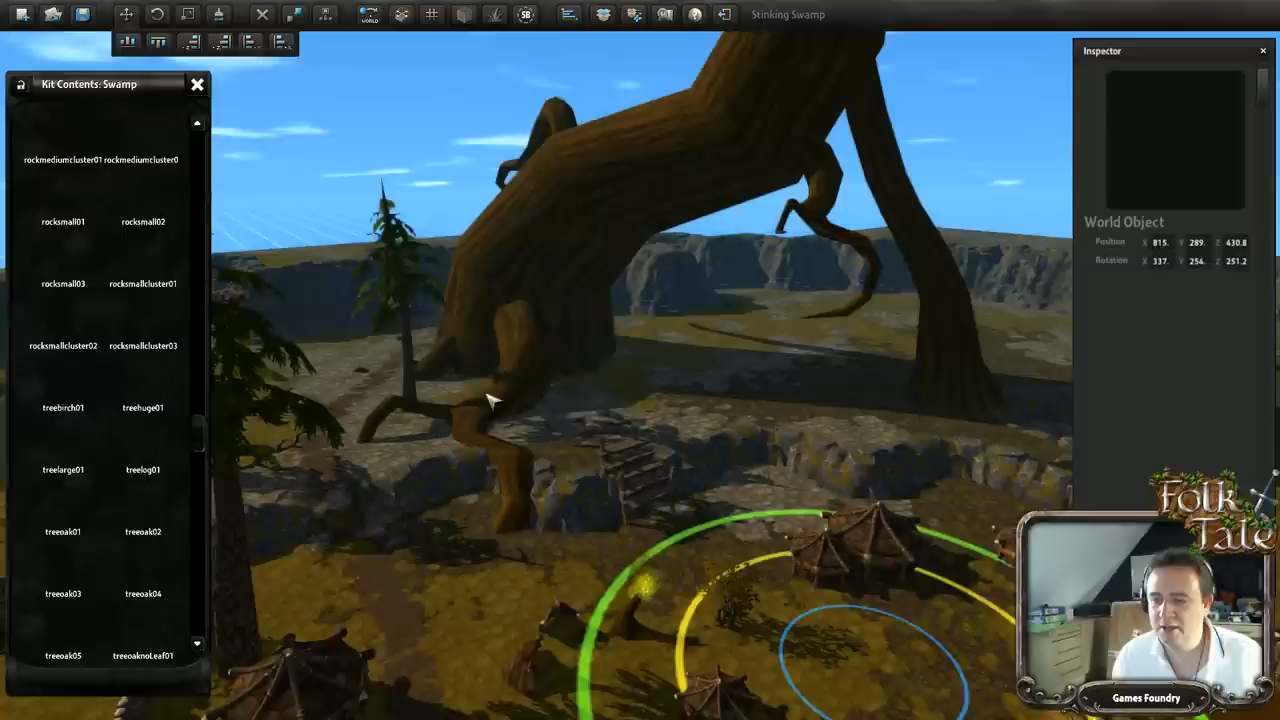 WORLD
SB
Stinking Swamp
Kit Contents: Swamp
rockmediumcluster01 rockmediumcluster0
rocksmall01 rocksmall02
rocksmall03 rocksmallcluster01
rocksmallcluster02 rocksmallcluster03
treebirch01 treehuge01
treelarge01 treelog01
treeoak01 treeoak02
treeoak03 treeoak04
treeoak05 treeoaknoLeaf01
Inspector
World Object
Position X 815. Y 289. Z 430.8
Rotation X 337. Y 254. Z 251.2
Folk
Tale
Games Foundry